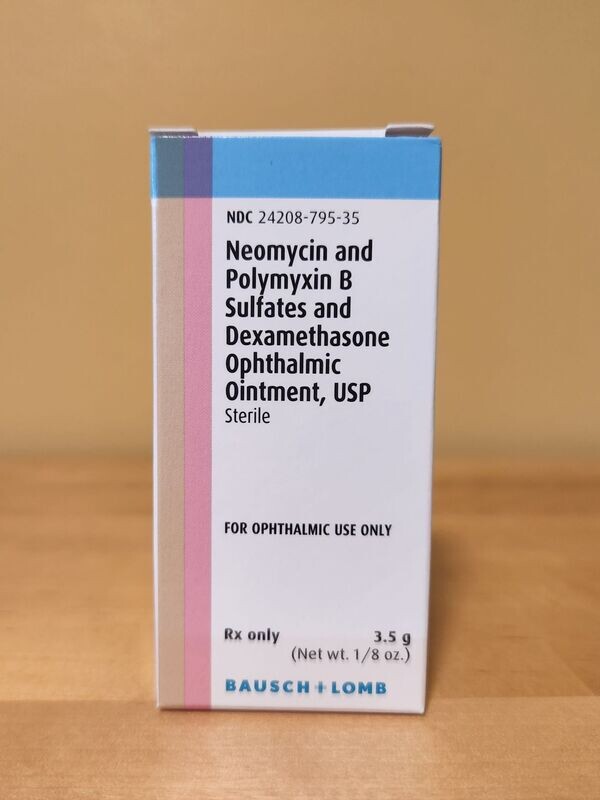 NDC 24208-795-35
Neomycin and
Polymyxin B
Sulfates and
Dexamethasone
Ophthalmic
Ointment, USP
Sterile
FOR OPHTHALMIC USE ONLY
Rx only 3.5 g
(Net wt. 1/8 oz.)
BAUSCH+LOMB